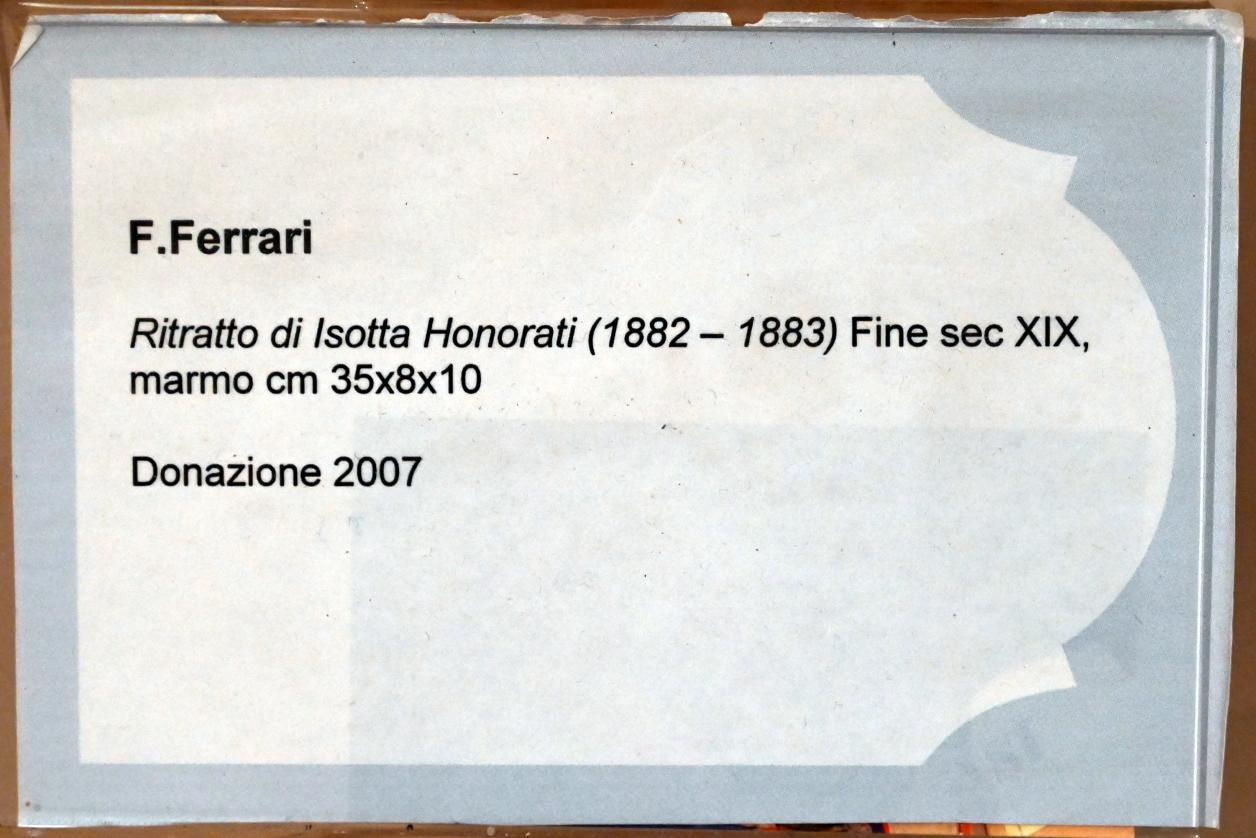 F.Ferrari
Ritratto di Isotta Honorati (1882 – 1883) Fine sec XIX,
marmo cm 35x8x10
Donazione 2007